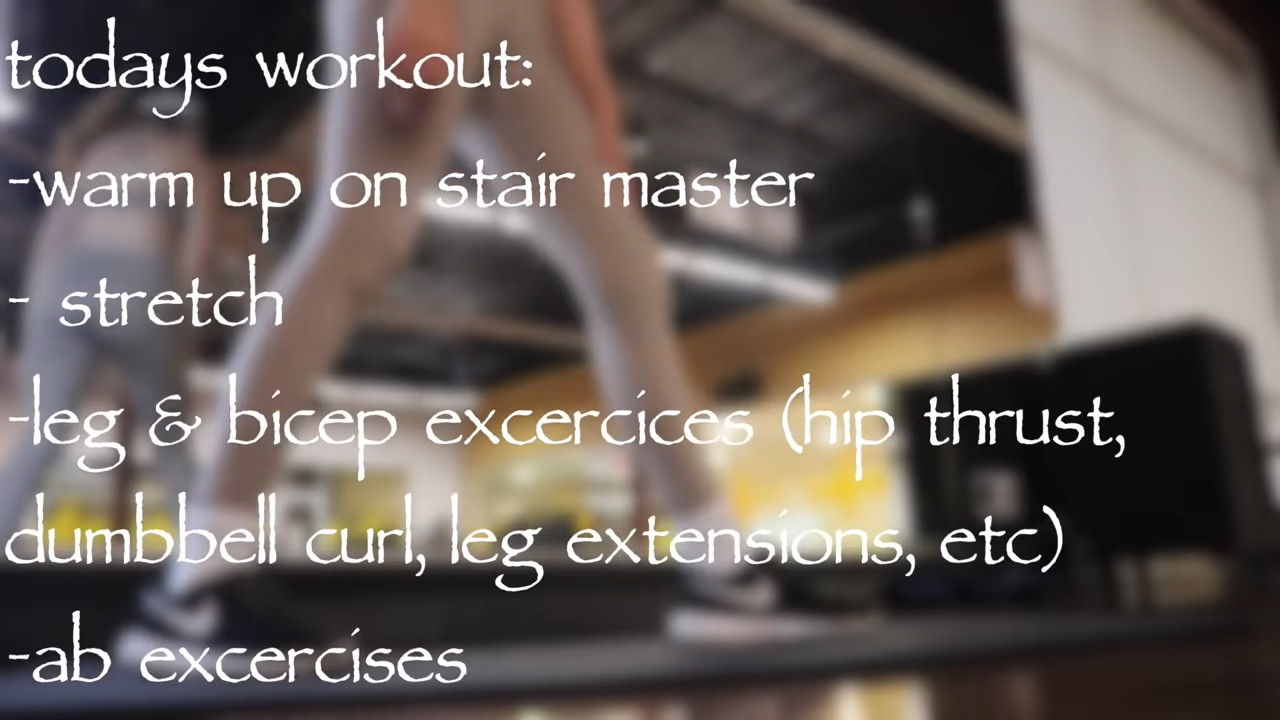 todays workout:
-warm up on stair master
- stretch
-leg & bicep excercices (hip thrust,
dumbbell curl, leg extensions, etc)
-ab excercises